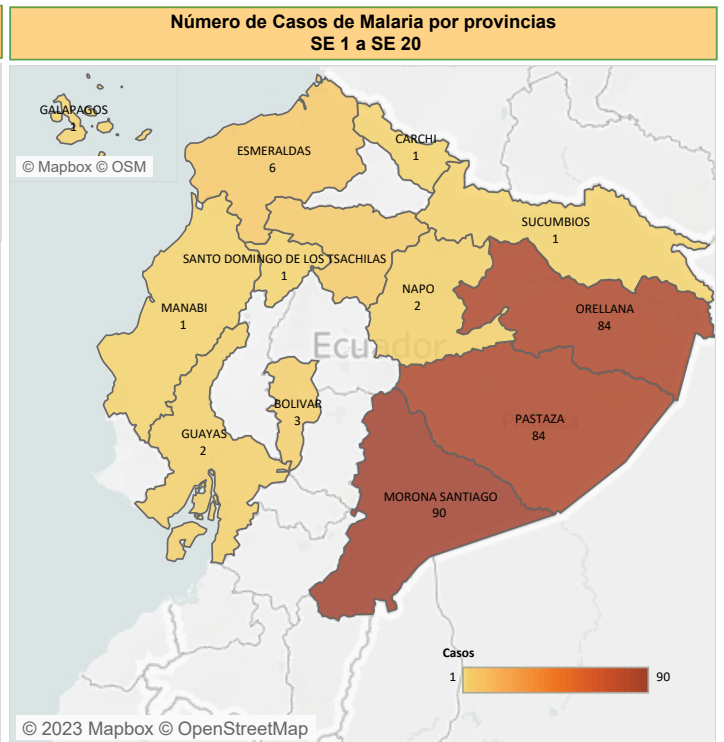 Número de Casos de Malaria por provincias
SE 1 a SE 20
GALAPAGOS
1
© Mapbox © OSM
ESMERALDAS
6
CARCHI
1
SUCUMBIOS
1
SANTO DOMINGO DE LOS TSACHILAS
1
NAPO
2
MANABI
1
ORELLANA
84
Ecuador
BOLIVAR
3
PASTAZA
84
GUAYAS
2
MORONA SANTIAGO
90
Casos
1
90
© 2023 Mapbox © OpenStreetMap